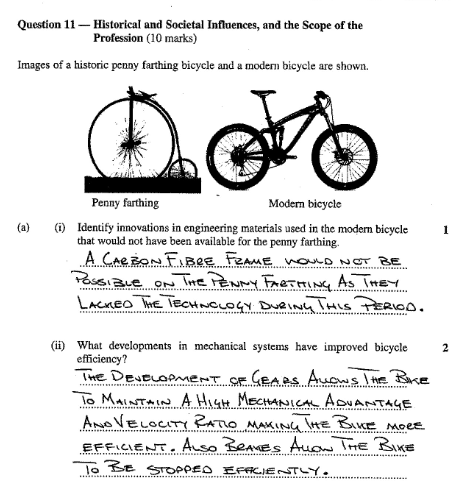 Question 11 — Historical and Societal Influences, and the Scope of the
Profession (10 marks)
Images of a historic penny farthing bicycle and a modern bicycle are shown.
Penny farthing
Modern bicycle
(a) (i) Identify innovations in engineering materials used in the modern bicycle 1
that would not have been available for the penny farthing.
A CARBON FIBRE FRAME WOULD NOT BE
POSSIBLE ON THE PENNY FARTHING AS THEY
LACKED THE TECHNOLOGY DURING THIS PERIOD.
(ii) What developments in mechanical systems have improved bicycle 2
efficiency?
THE DEVELOPMENT OF GEARS ALLOWS THE BIKE
TO MAINTAIN A HIGH MECHANICAL ADVANTAGE
AND VELOCITY RATIO MAKING THE BIKE MORE
EFFICIENT. ALSO BRAKES ALLOW THE BIKE
TO BE STOPPED EFFICIENTLY.